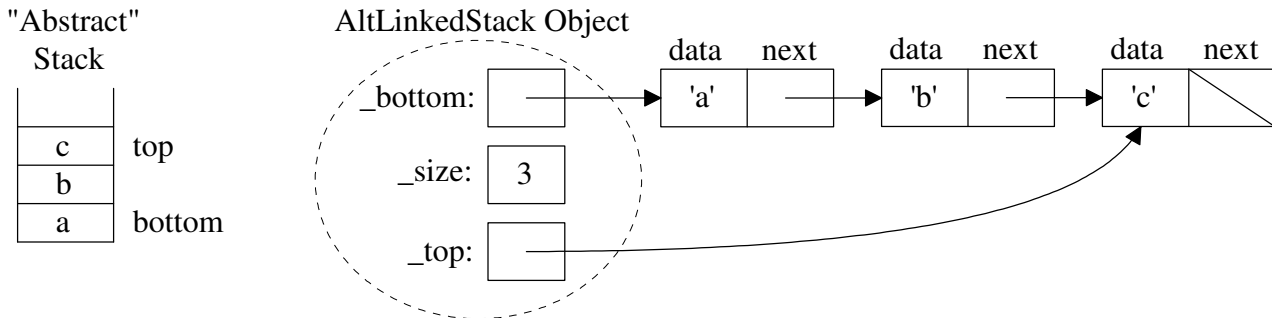 "Abstract"
Stack
c top
b
a bottom
AltLinkedStack Object
data next data next data next
_bottom: 'a' 'b' 'c'
_size: 3
_top: